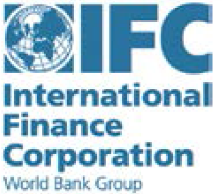 IFC
International
Finance
Corporation
World Bank Group